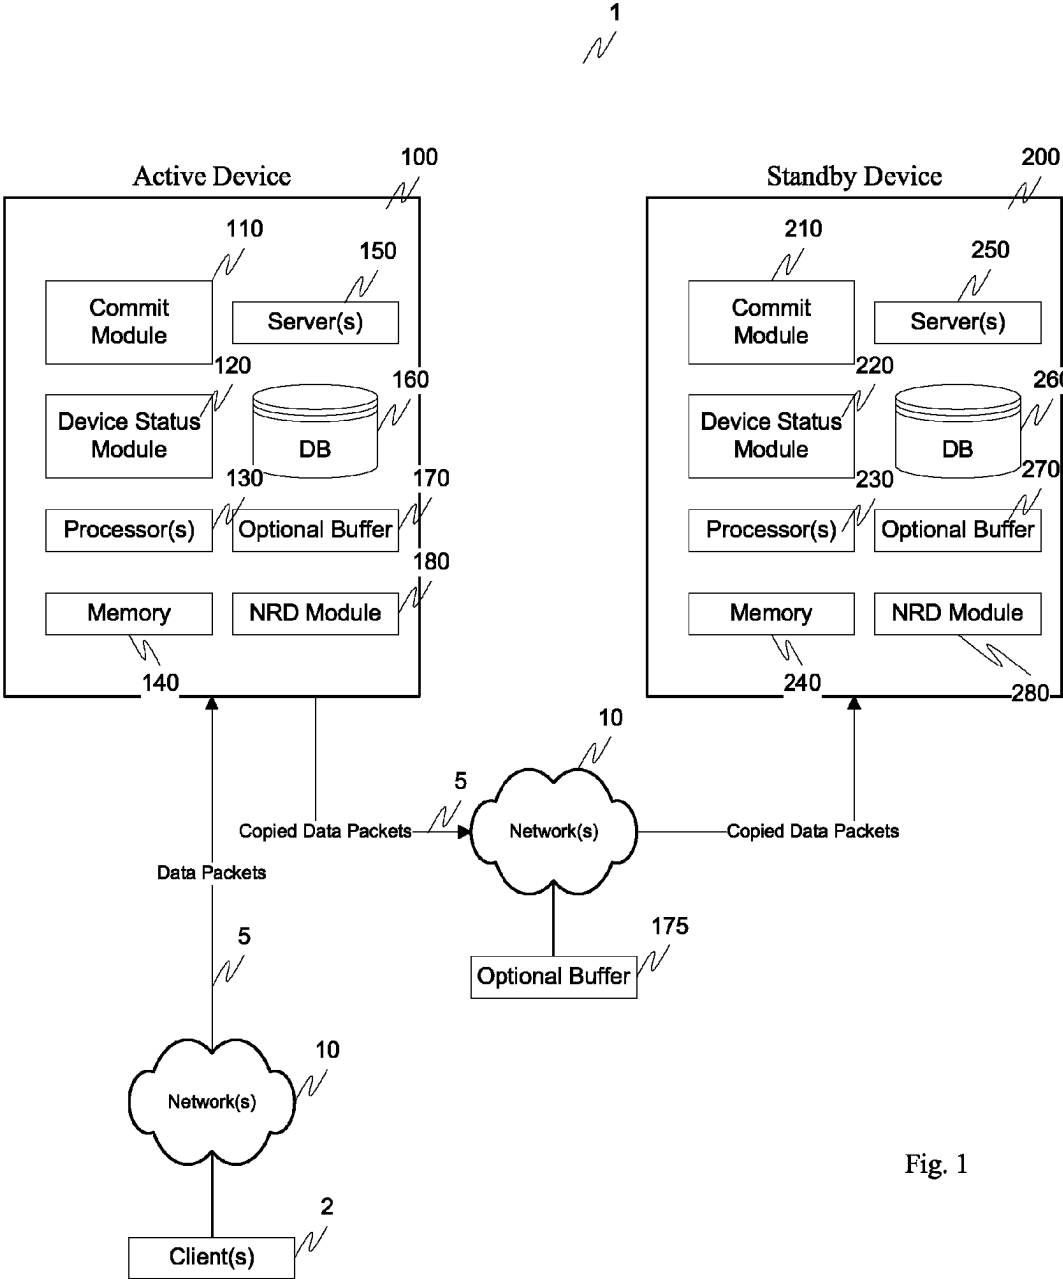 1
Active Device
100
110
Commit
Module
150
Server(s)
120
Device Status
Module
160
DB
130
Processor(s)
170
Optional Buffer
180
Memory
NRD Module
140
Standby Device
200
210
Commit
Module
250
Server(s)
220
Device Status
Module
260
DB
230
Processor(s)
270
Optional Buffer
Memory
NRD Module
240
280
10
5
Copied Data Packets
Network(s)
Copied Data Packets
Data Packets
175
Optional Buffer
5
10
Network(s)
2
Client(s)
Fig. 1